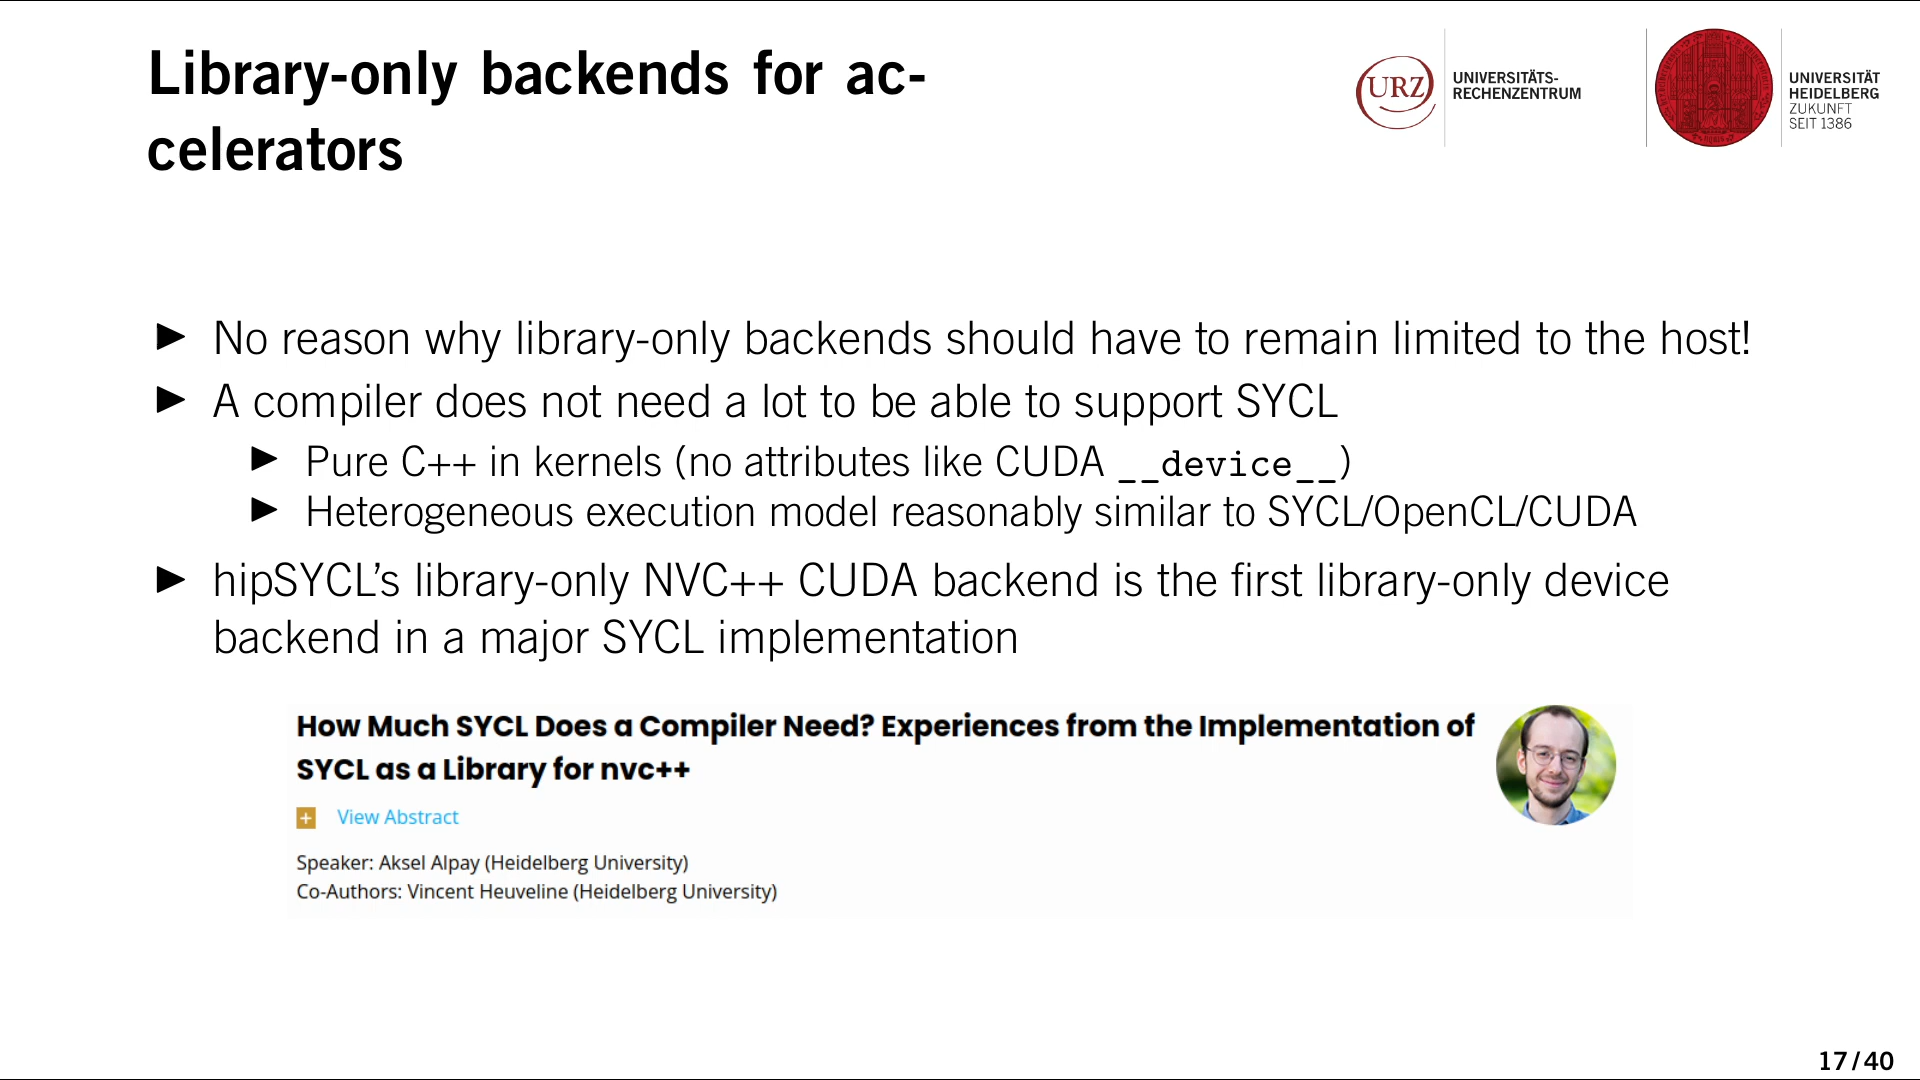 Library-only backends for ac-
celerators
URZ
UNIVERSITÄTS-
RECHENZENTRUM
UNIVERSITÄT
HEIDELBERG
ZUKUNFT
SEIT 1386
▶ No reason why library-only backends should have to remain limited to the host!
▶ A compiler does not need a lot to be able to support SYCL
▶ Pure C++ in kernels (no attributes like CUDA __device__)
▶ Heterogeneous execution model reasonably similar to SYCL/OpenCL/CUDA
▶ hipSYCL’s library-only NVC++ CUDA backend is the first library-only device
backend in a major SYCL implementation
How Much SYCL Does a Compiler Need? Experiences from the Implementation of
SYCL as a Library for nvc++
+ View Abstract
Speaker: Aksel Alpay (Heidelberg University)
Co-Authors: Vincent Heuveline (Heidelberg University)
17/40